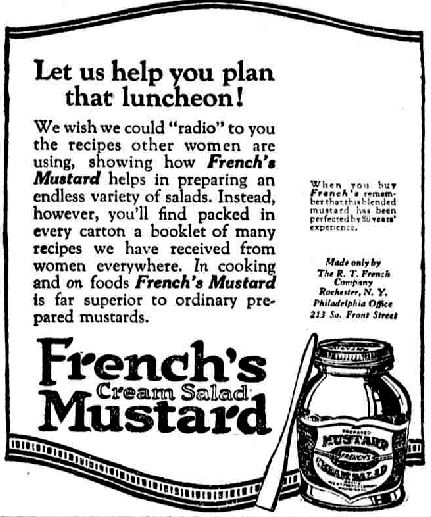 Let us help you plan
that luncheon!
We wish we could "radio" to you
the recipes other women are
using, showing how French's
Mustard helps in preparing an
endless variety of salads. Instead,
however, you'll find packed in
every carton a booklet of many
recipes we have received from
women everywhere. In cooking
and on foods French's Mustard
is far superior to ordinary pre-
pared mustards.
When you buy
French's remem-
ber that this blended
mustard has been
perfected by 50 years'
experience.
Made only by
The R. T. French
Company
Rochester, N. Y.
Philadelphia Office
213 So. Front Street
French's
Cream Salad
Mustard
PREPARED
MUSTARD
FRENCH'S
CREAM SALAD